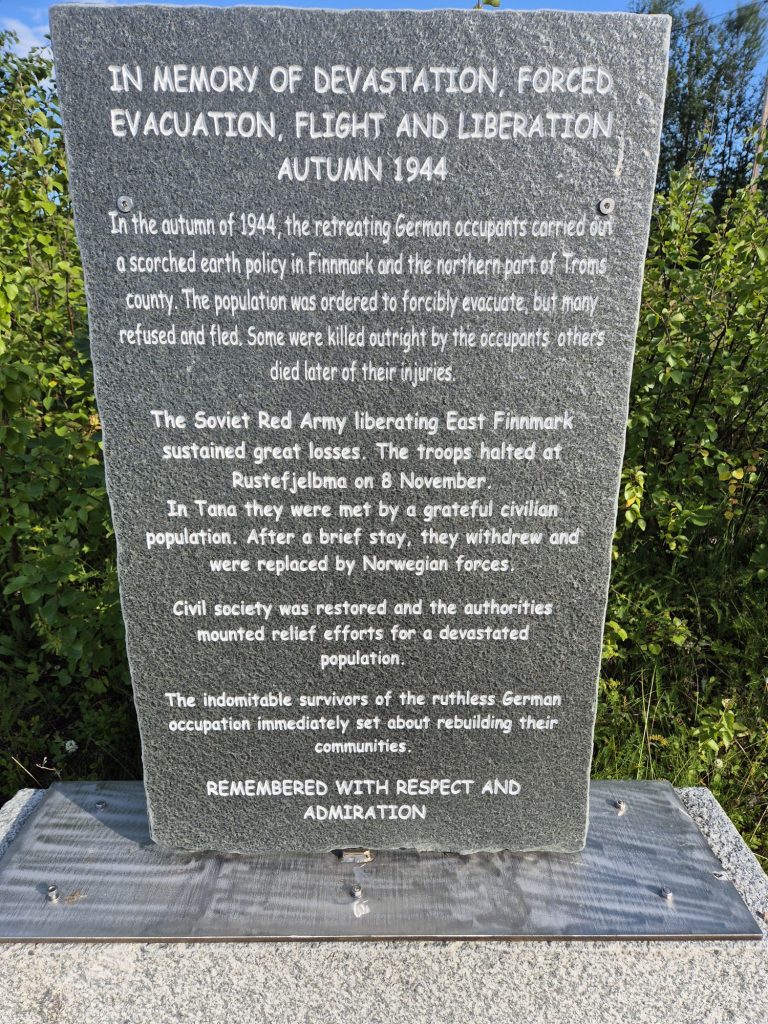 IN MEMORY OF DEVASTATION, FORCED
EVACUATION, FLIGHT AND LIBERATION
AUTUMN 1944
In the autumn of 1944, the retreating German occupants carried out
a scorched earth policy in Finnmark and the northern part of Troms
county. The population was ordered to forcibly evacuate, but many
refused and fled. Some were killed outright by the occupants others
died later of their injuries.
The Soviet Red Army liberating East Finnmark
sustained great losses. The troops halted at
Rustefjelbma on 8 November.
In Tana they were met by a grateful civilian
population. After a brief stay, they withdrew and
were replaced by Norwegian forces.
Civil society was restored and the authorities
mounted relief efforts for a devastated
population.
The indomitable survivors of the ruthless German
occupation immediately set about rebuilding their
communities.
REMEMBERED WITH RESPECT AND
ADMIRATION